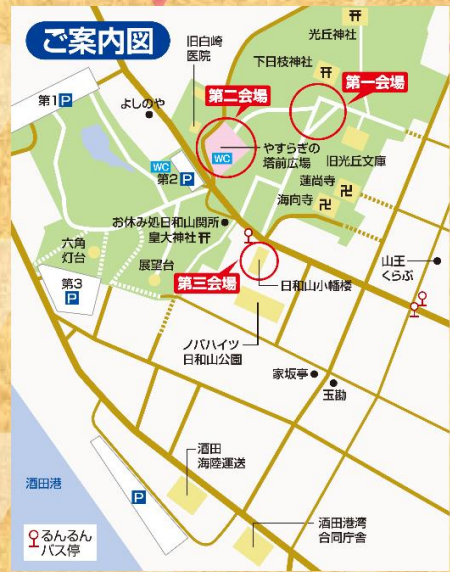 ご案内図
光丘神社
旧白崎
医院
下日枝神社
第一会場
第1 P
よしのや
第二会場
やすらぎの
塔前広場
WC
旧光丘文庫
WC
第2 P
蓮尚寺
海向寺
お休み処日和山関所
皇大神社
六角
灯台
展望台
第三会場
山王
くらぶ
第3
P
日和山小幡楼
ノバハイツ
日和山公園
家坂亭
玉勘
酒田
海陸運送
酒田港
P
るんるん
バス停
酒田港湾
合同庁舎